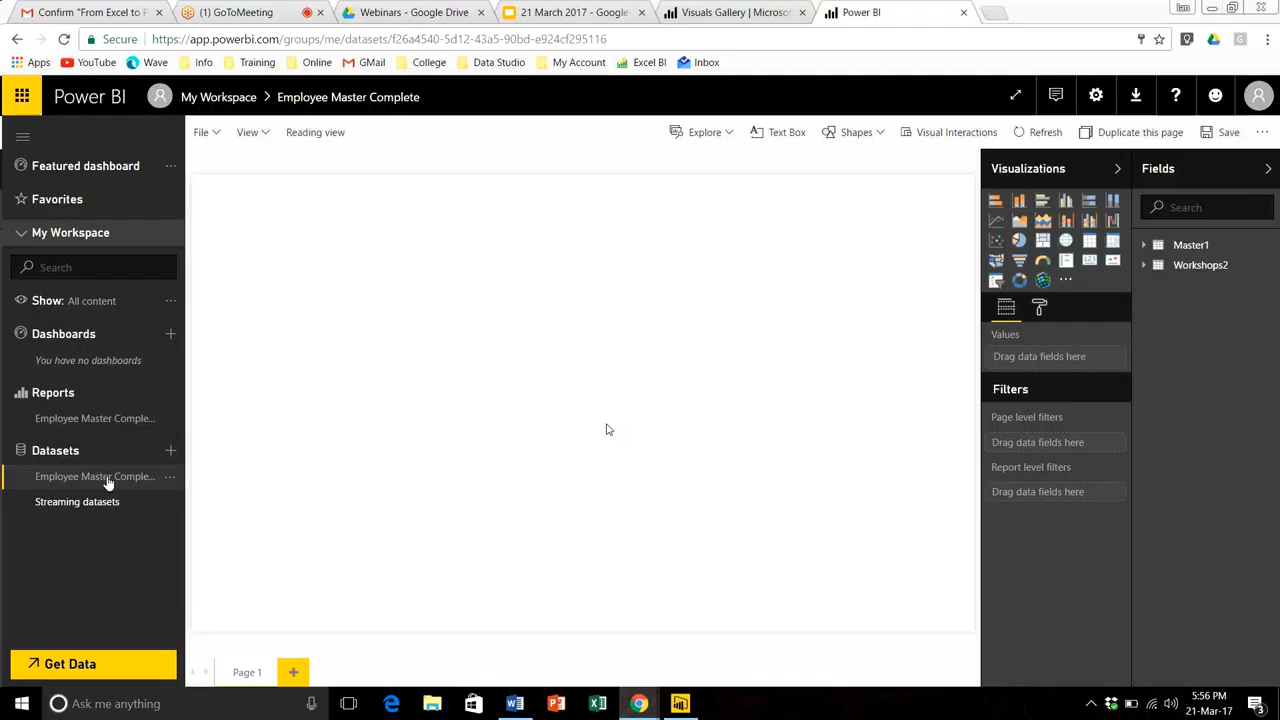 Confirm "From Excel to P
(1) GoToMeeting
Webinars - Google Drive
21 March 2017 - Google
Visuals Gallery | Microsof
Power BI
Secure
https://app.powerbi.com/groups/me/datasets/f26a4540-5d12-43a5-90bd-e924cf295116
Apps
YouTube
Wave
Info
Training
Online
GMail
College
Data Studio
My Account
Excel BI
Inbox
Power BI
My Workspace > Employee Master Complete
File
View
Reading view
Explore
Text Box
Shapes
Visual Interactions
Refresh
Duplicate this page
Save
Featured dashboard
Favorites
My Workspace
Search
Show: All content
Dashboards
You have no dashboards
Reports
Employee Master Comple...
Datasets
Employee Master Comple...
Streaming datasets
Get Data
Page 1
Visualizations
Values
Drag data fields here
Filters
Page level filters
Drag data fields here
Report level filters
Drag data fields here
Fields
Search
Master1
Workshops2
Ask me anything
5:56 PM
21-Mar-17
3